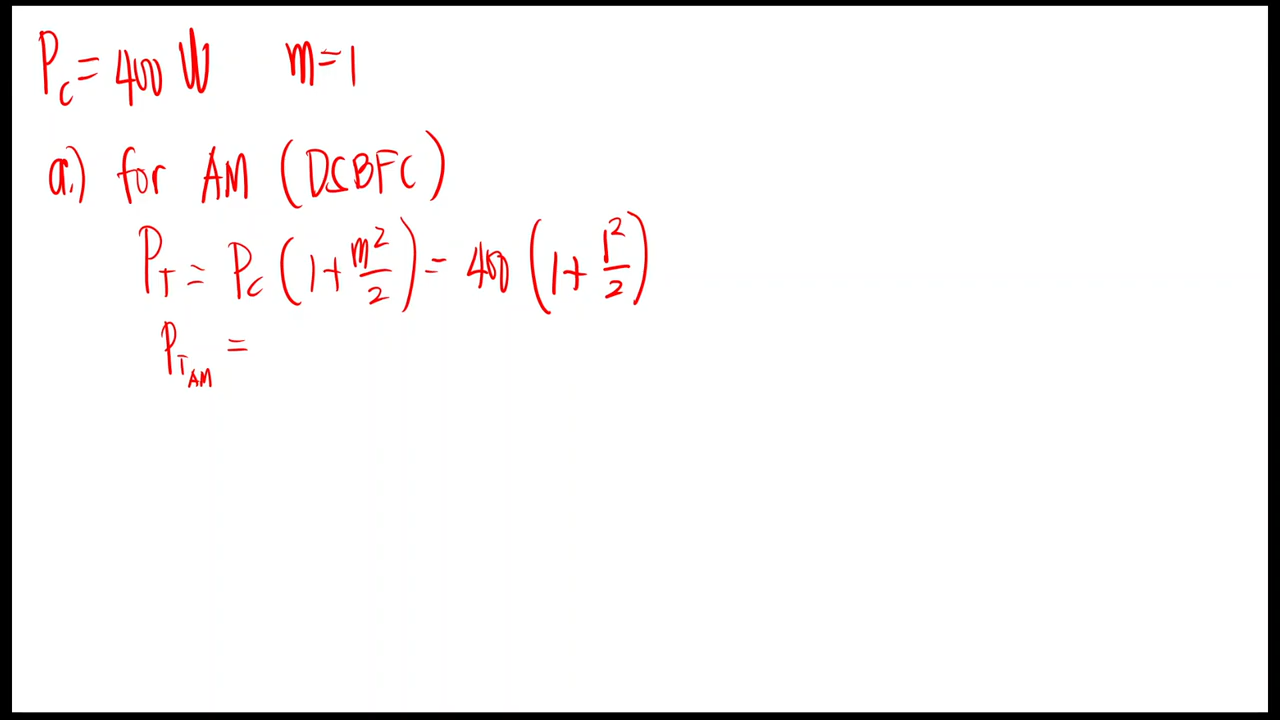 Pc = 400 W    m=1
a.) for AM (DSBFC)
PT = Pc (1 + m²/2) = 400 (1 + 1²/2)
PTAM =